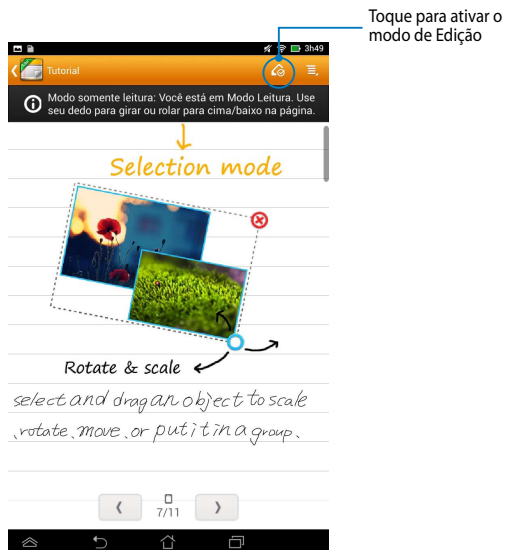 Toque para ativar o
modo de Edição
3h49
Tutorial
Modo somente leitura: Você está em Modo Leitura. Use
seu dedo para girar ou rolar para cima/baixo na página.
Selection mode
Rotate & scale
select and drag an object to scale
,rotate, move, or put it in a group.
7/11